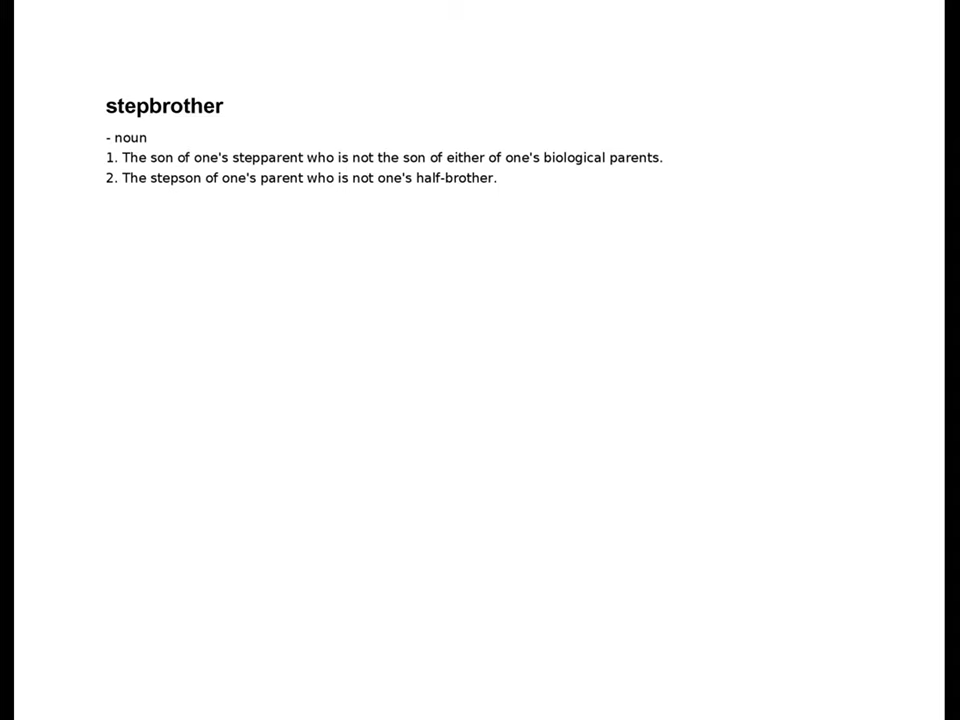 stepbrother
- noun
1. The son of one's stepparent who is not the son of either of one's biological parents.
2. The stepson of one's parent who is not one's half-brother.